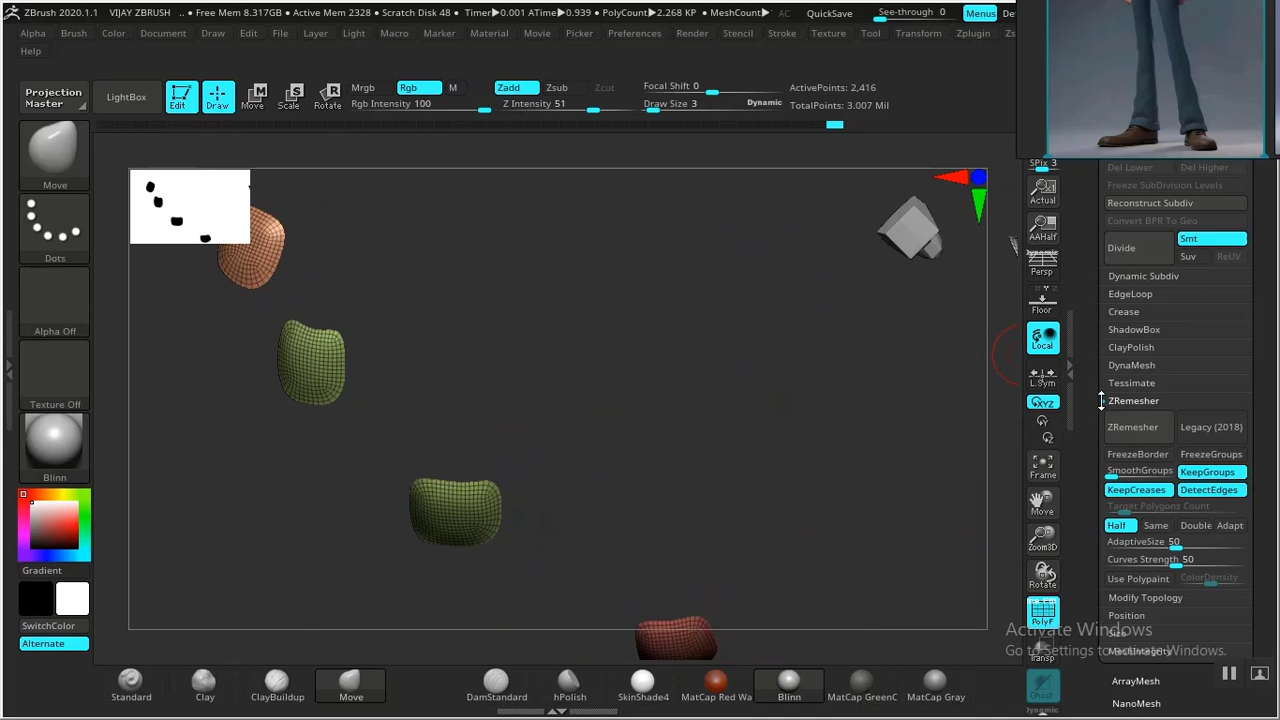 ZBrush 2020.1.1 VIJAY ZBRUSH .. • Free Mem 8.317GB • Active Mem 2328 • Scratch Disk 48 • Timer▶0.001 ATime▶0.939 • PolyCount▶2.268 KP • MeshCount▶ AC QuickSave See-through 0 Menus
Alpha Brush Color Document Draw Edit File Layer Light Macro Marker Material Movie Picker Preferences Render Stencil Stroke Texture Tool Transform Zplugin
Help
Projection
Master
LightBox
Edit
Draw
Move
Scale
Rotate
Mrgb Rgb M
Rgb Intensity 100
Zadd Zsub Zcut
Z Intensity 51
Focal Shift 0
Draw Size 3 Dynamic
ActivePoints: 2,416
TotalPoints: 3.007 Mil
Move
Dots
Alpha Off
Texture Off
Blinn
Gradient
SwitchColor
Alternate
SPix 3
Actual
AAHalf
Dynamic
Persp
Floor
Local
L.Sym
XYZ
Y
Z
Frame
Move
Zoom3D
Rotate
PolyF
Transp
Ghost
Dynamic
Del Lower Del Higher
Freeze SubDivision Levels
Reconstruct Subdiv
Convert BPR To Geo
Divide
Smt
Suv ReUV
Dynamic Subdiv
EdgeLoop
Crease
ShadowBox
ClayPolish
DynaMesh
Tessimate
ZRemesher
ZRemesher Legacy (2018)
FreezeBorder FreezeGroups
SmoothGroups KeepGroups
KeepCreases DetectEdges
Target Polygons Count
Half Same Double Adapt
AdaptiveSize 50
Curves Strength 50
Use Polypaint ColorDensity
Modify Topology
Position
Size
MeshIntegrity
ArrayMesh
NanoMesh
Activate Windows
Go to Settings to activate Windows.
Standard Clay ClayBuildup Move DamStandard hPolish SkinShade4 MatCap Red Wa Blinn MatCap GreenC MatCap Gray